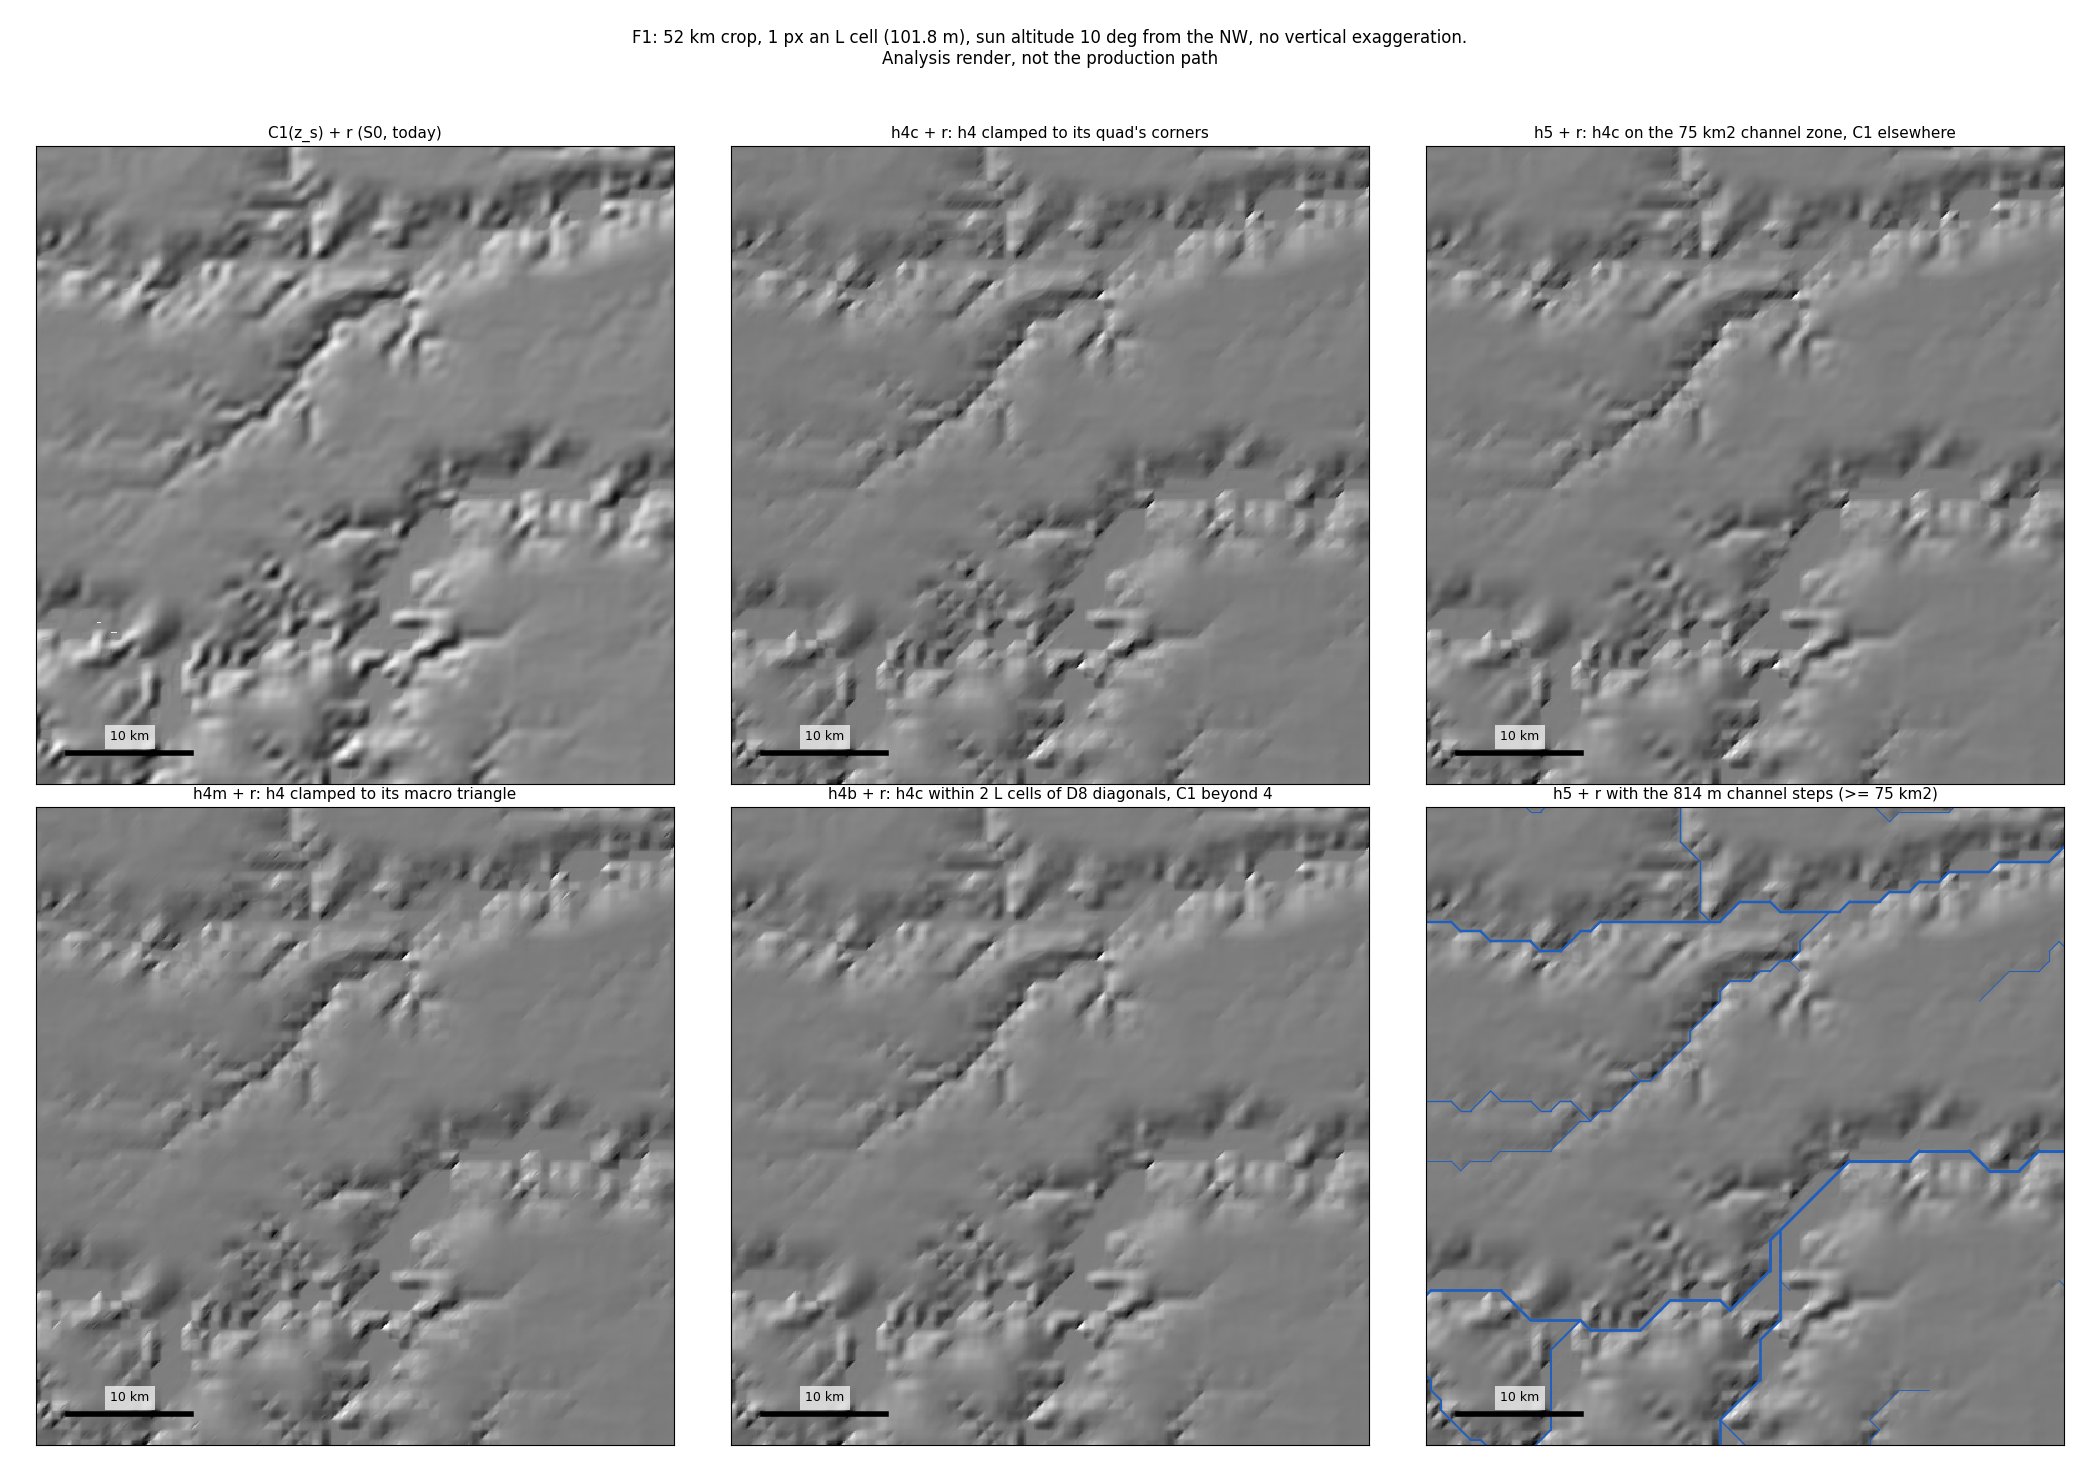 F1: 52 km crop, 1 px an L cell (101.8 m), sun altitude 10 deg from the NW, no vertical exaggeration.
Analysis render, not the production path
C1(z_s) + r (S0, today)
h4c + r: h4 clamped to its quad's corners
h5 + r: h4c on the 75 km2 channel zone, C1 elsewhere
10 km
10 km
10 km
h4m + r: h4 clamped to its macro triangle
h4b + r: h4c within 2 L cells of D8 diagonals, C1 beyond 4
h5 + r with the 814 m channel steps (>= 75 km2)
10 km
10 km
10 km